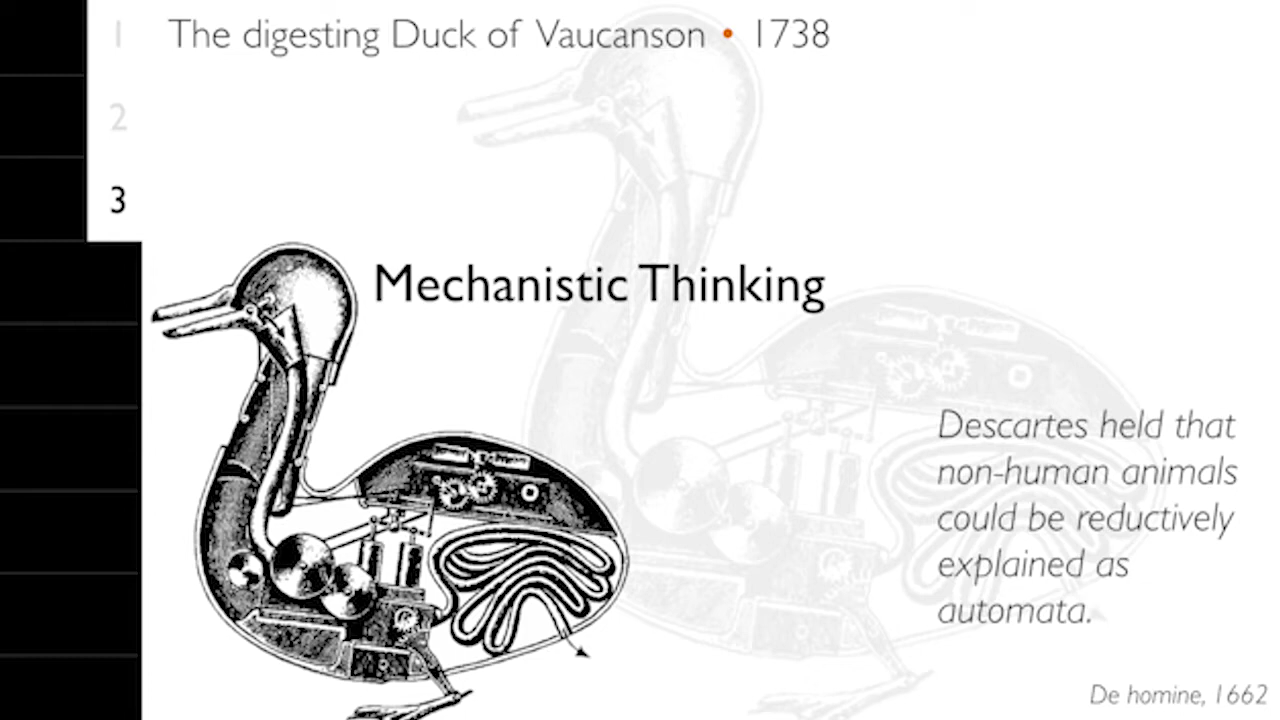 1 The digesting Duck of Vaucanson • 1738
2
3
Mechanistic Thinking
Descartes held that
non-human animals
could be reductively
explained as
automata.
De homine, 1662